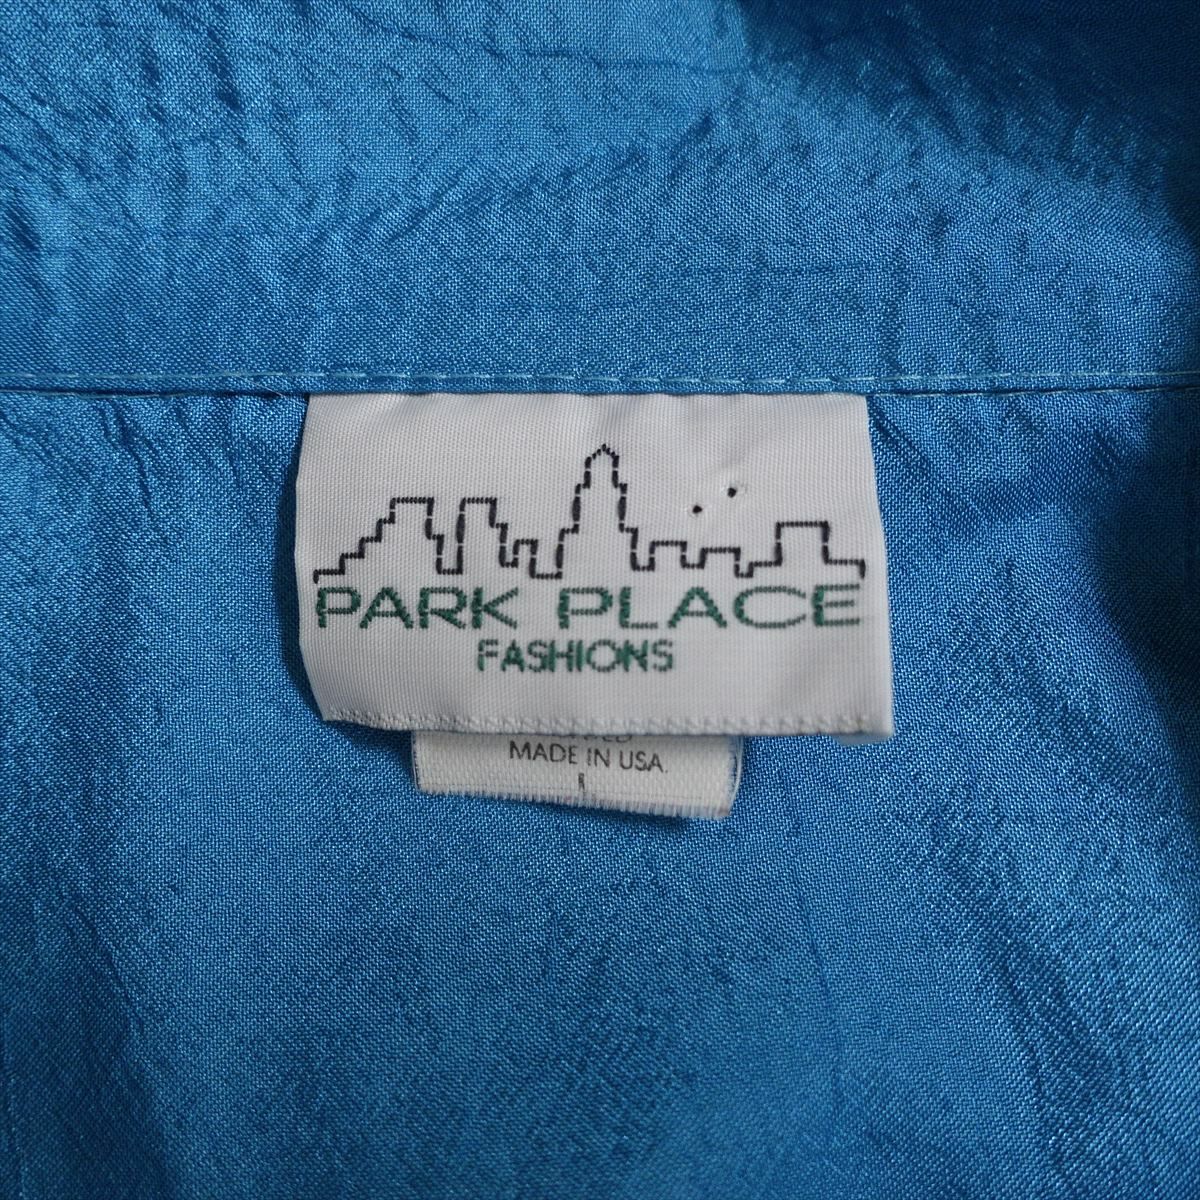 PARK PLACE
FASHIONS
MADE IN USA.